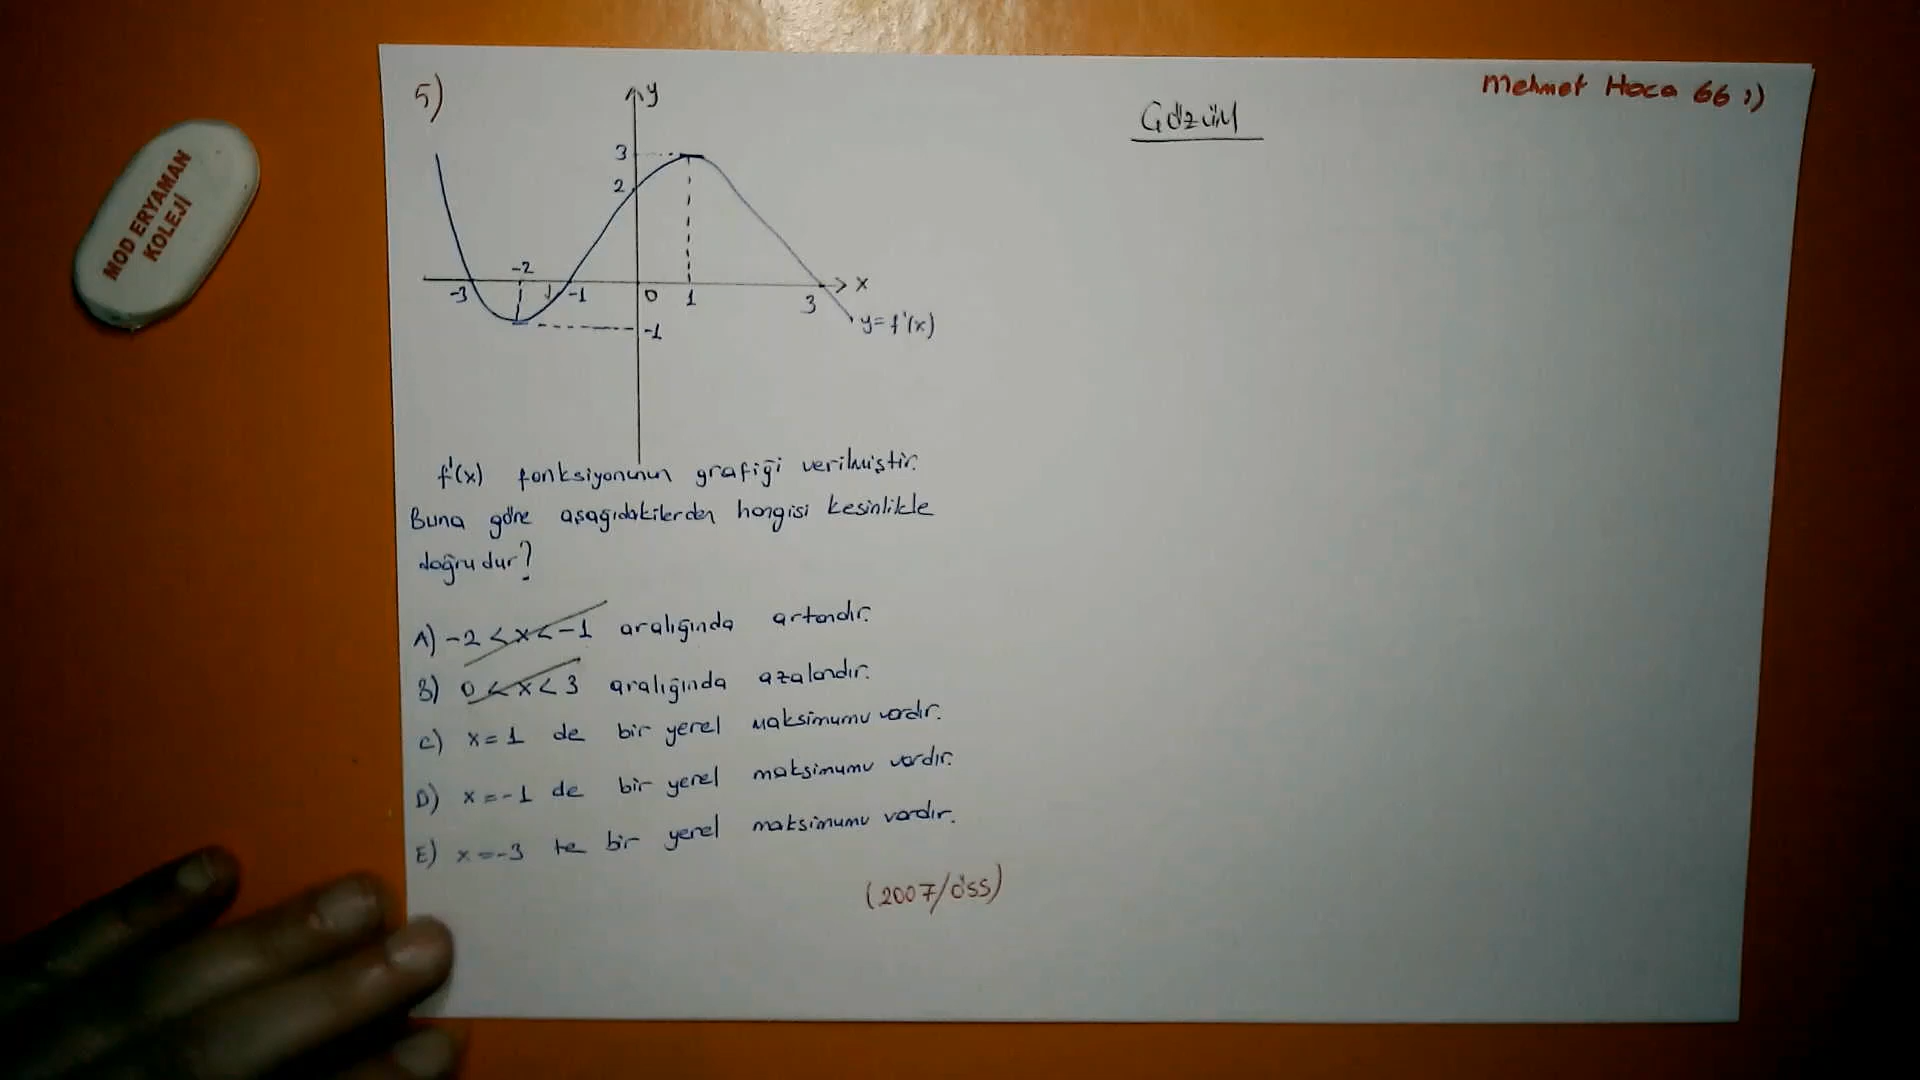 Mehmet Hoca 66 :)
MOD ERYAMAN
KOLEJİ
5)
y
3
2
-2
-3
-1
0
1
3
x
-1
y=f'(x)
f'(x) fonksiyonunun grafiği verilmiştir.
Buna göre aşağıdakilerden hangisi kesinlikle
doğrudur?
A) -2 < x < -1 aralığında artandır.
B) 0 < x < 3 aralığında azalandır.
C) x = 1 de bir yerel maksimumu vardır.
D) x = -1 de bir yerel maksimumu vardır.
E) x = -3 te bir yerel maksimumu vardır.
(2007/ÖSS)
ÇÖZÜM